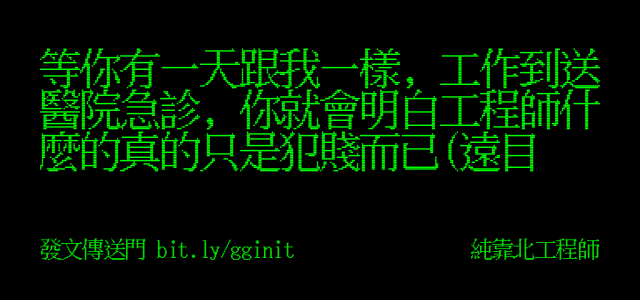 等你有一天跟我一樣，工作到送
醫院急診，你就會明白工程師什
麼的真的只是犯賤而已(遠目
發文傳送門 bit.ly/gginit
純靠北工程師